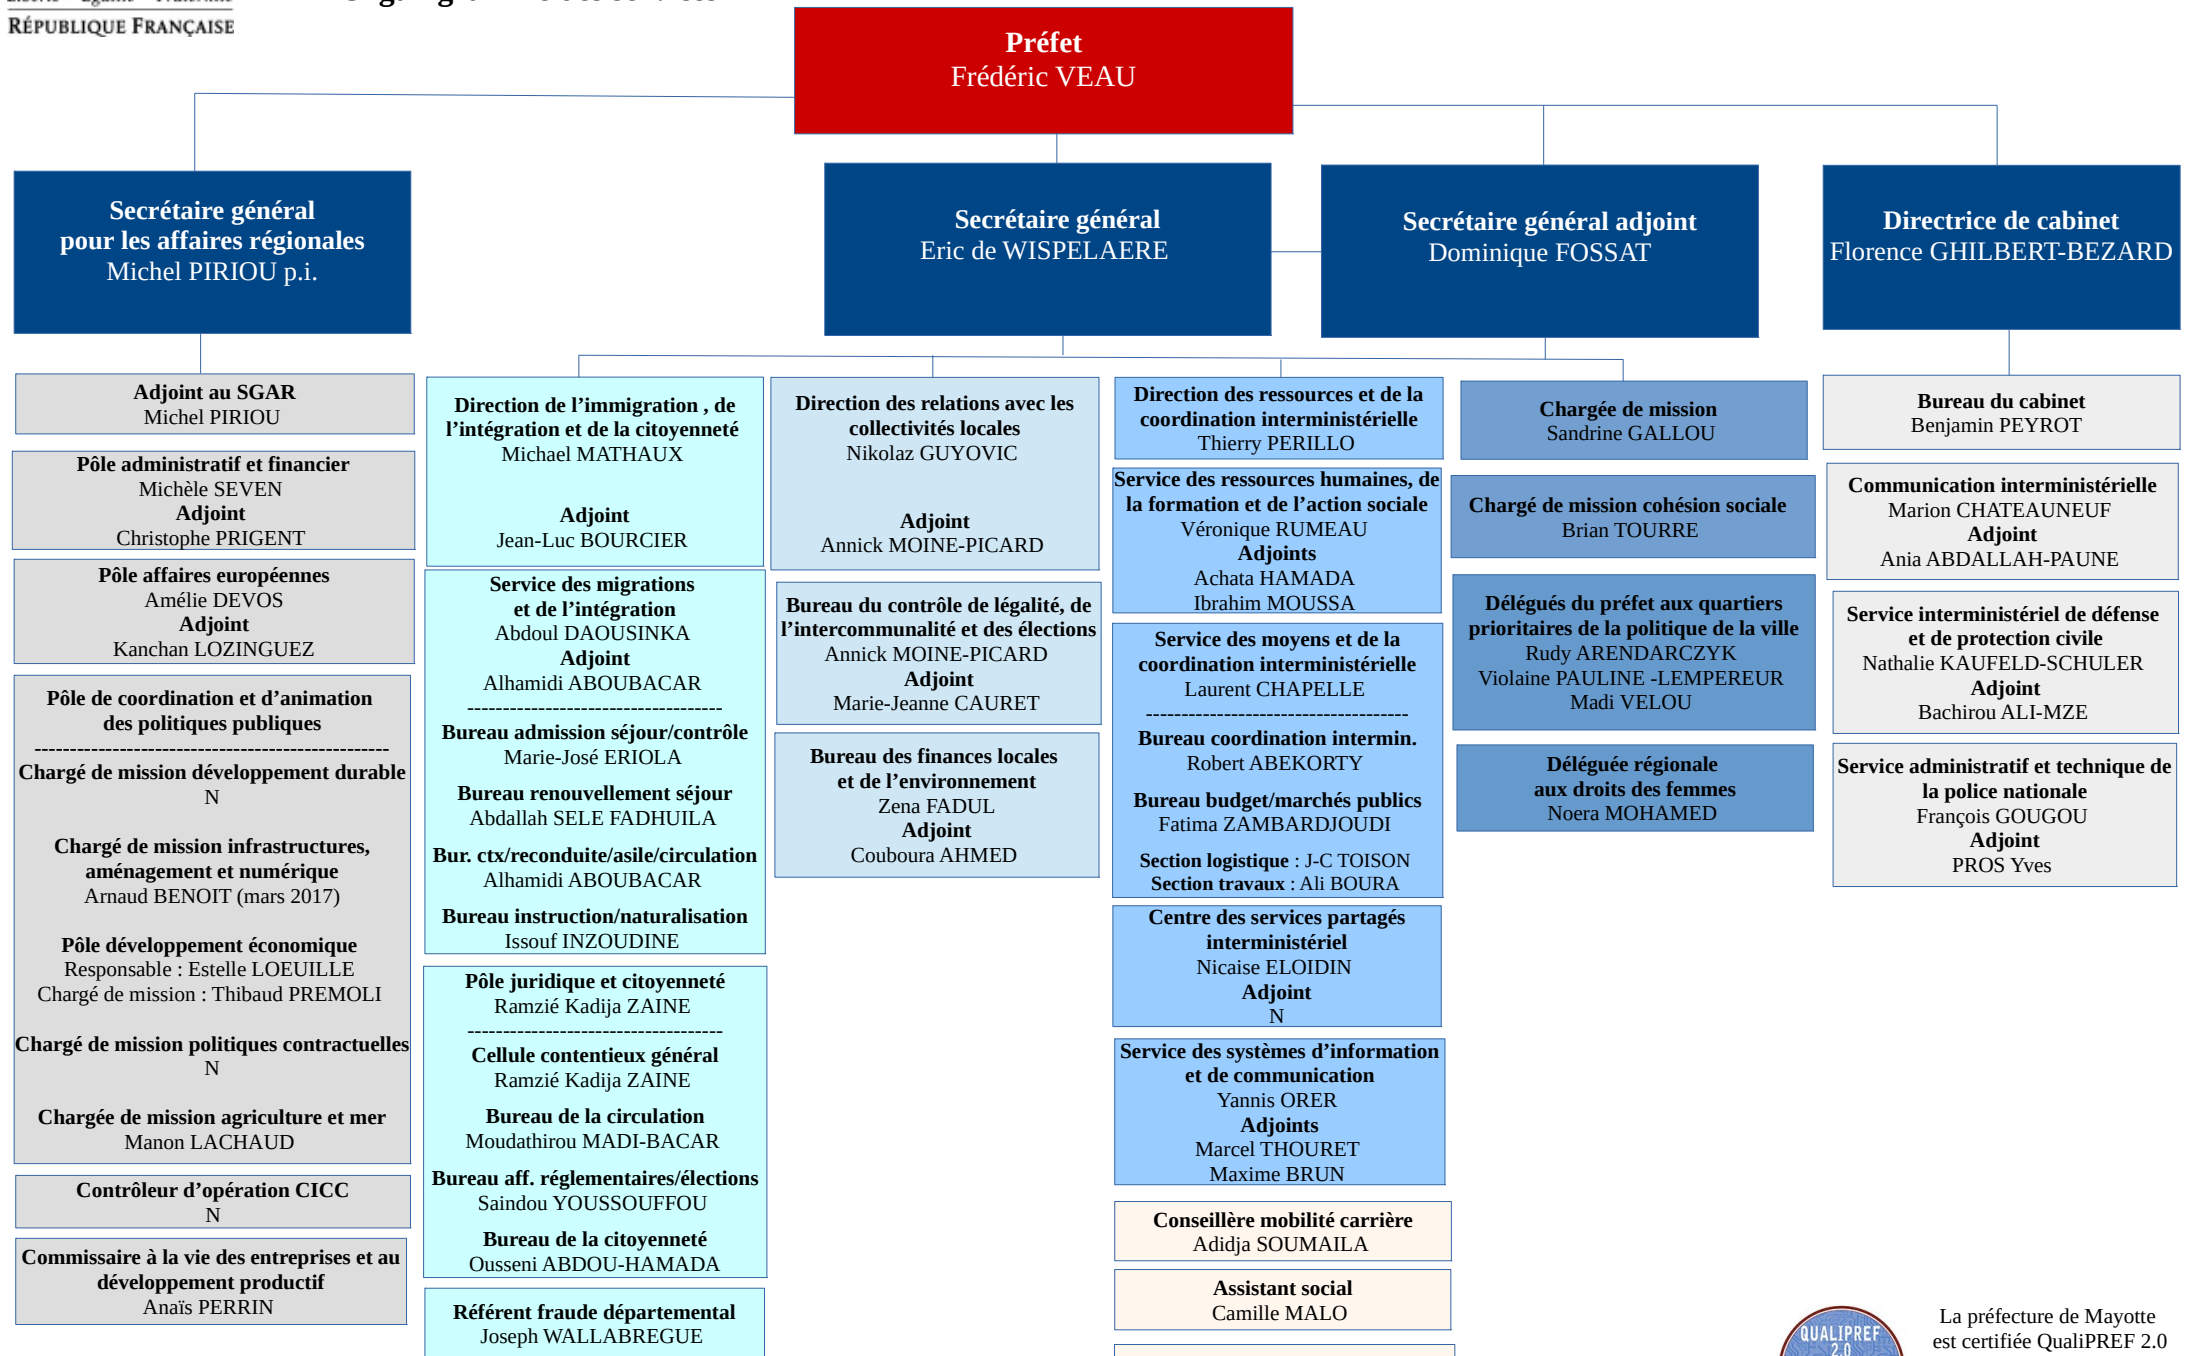 RÉPUBLIQUE FRANÇAISE
Préfet
Frédéric VEAU
Secrétaire général
pour les affaires régionales
Michel PIRIOU p.i.
Secrétaire général
Eric de WISPELAERE
Secrétaire général adjoint
Dominique FOSSAT
Directrice de cabinet
Florence GHILBERT-BEZARD
Adjoint au SGAR
Michel PIRIOU
Pôle administratif et financier
Michèle SEVEN
Adjoint
Christophe PRIGENT
Pôle affaires européennes
Amélie DEVOS
Adjoint
Kanchan LOZINGUEZ
Pôle de coordination et d’animation
des politiques publiques
--------------------------------------------------
Chargé de mission développement durable
N
Chargé de mission infrastructures,
aménagement et numérique
Arnaud BENOIT (mars 2017)
Pôle développement économique
Responsable : Estelle LOEUILLE
Chargé de mission : Thibaud PREMOLI
Chargé de mission politiques contractuelles
N
Chargée de mission agriculture et mer
Manon LACHAUD
Contrôleur d’opération CICC
N
Commissaire à la vie des entreprises et au
développement productif
Anaïs PERRIN
Direction de l’immigration , de
l’intégration et de la citoyenneté
Michael MATHAUX
Adjoint
Jean-Luc BOURCIER
Service des migrations
et de l’intégration
Abdoul DAOUSINKA
Adjoint
Alhamidi ABOUBACAR
------------------------------------
Bureau admission séjour/contrôle
Marie-José ERIOLA
Bureau renouvellement séjour
Abdallah SELE FADHUILA
Bur. ctx/reconduite/asile/circulation
Alhamidi ABOUBACAR
Bureau instruction/naturalisation
Issouf INZOUDINE
Pôle juridique et citoyenneté
Ramzié Kadija ZAINE
------------------------------------
Cellule contentieux général
Ramzié Kadija ZAINE
Bureau de la circulation
Moudathirou MADI-BACAR
Bureau aff. réglementaires/élections
Saindou YOUSSOUFFOU
Bureau de la citoyenneté
Ousseni ABDOU-HAMADA
Référent fraude départemental
Joseph WALLABREGUE
Direction des relations avec les
collectivités locales
Nikolaz GUYOVIC
Adjoint
Annick MOINE-PICARD
Bureau du contrôle de légalité, de
l’intercommunalité et des élections
Annick MOINE-PICARD
Adjoint
Marie-Jeanne CAURET
Bureau des finances locales
et de l’environnement
Zena FADUL
Adjoint
Couboura AHMED
Direction des ressources et de la
coordination interministérielle
Thierry PERILLO
Service des ressources humaines, de
la formation et de l’action sociale
Véronique RUMEAU
Adjoints
Achata HAMADA
Ibrahim MOUSSA
Service des moyens et de la
coordination interministérielle
Laurent CHAPELLE
-------------------------------------
Bureau coordination intermin.
Robert ABEKORTY
Bureau budget/marchés publics
Fatima ZAMBARDJOUDI
Section logistique : J-C TOISON
Section travaux : Ali BOURA
Centre des services partagés
interministériel
Nicaise ELOIDIN
Adjoint
N
Service des systèmes d’information
et de communication
Yannis ORER
Adjoints
Marcel THOURET
Maxime BRUN
Conseillère mobilité carrière
Adidja SOUMAILA
Assistant social
Camille MALO
Chargée de mission
Sandrine GALLOU
Chargé de mission cohésion sociale
Brian TOURRE
Délégués du préfet aux quartiers
prioritaires de la politique de la ville
Rudy ARENDARCZYK
Violaine PAULINE -LEMPEREUR
Madi VELOU
Déléguée régionale
aux droits des femmes
Noera MOHAMED
Bureau du cabinet
Benjamin PEYROT
Communication interministérielle
Marion CHATEAUNEUF
Adjoint
Ania ABDALLAH-PAUNE
Service interministériel de défense
et de protection civile
Nathalie KAUFELD-SCHULER
Adjoint
Bachirou ALI-MZE
Service administratif et technique de
la police nationale
François GOUGOU
Adjoint
PROS Yves
QUALIPREF
2.0
La préfecture de Mayotte
est certifiée QualiPREF 2.0